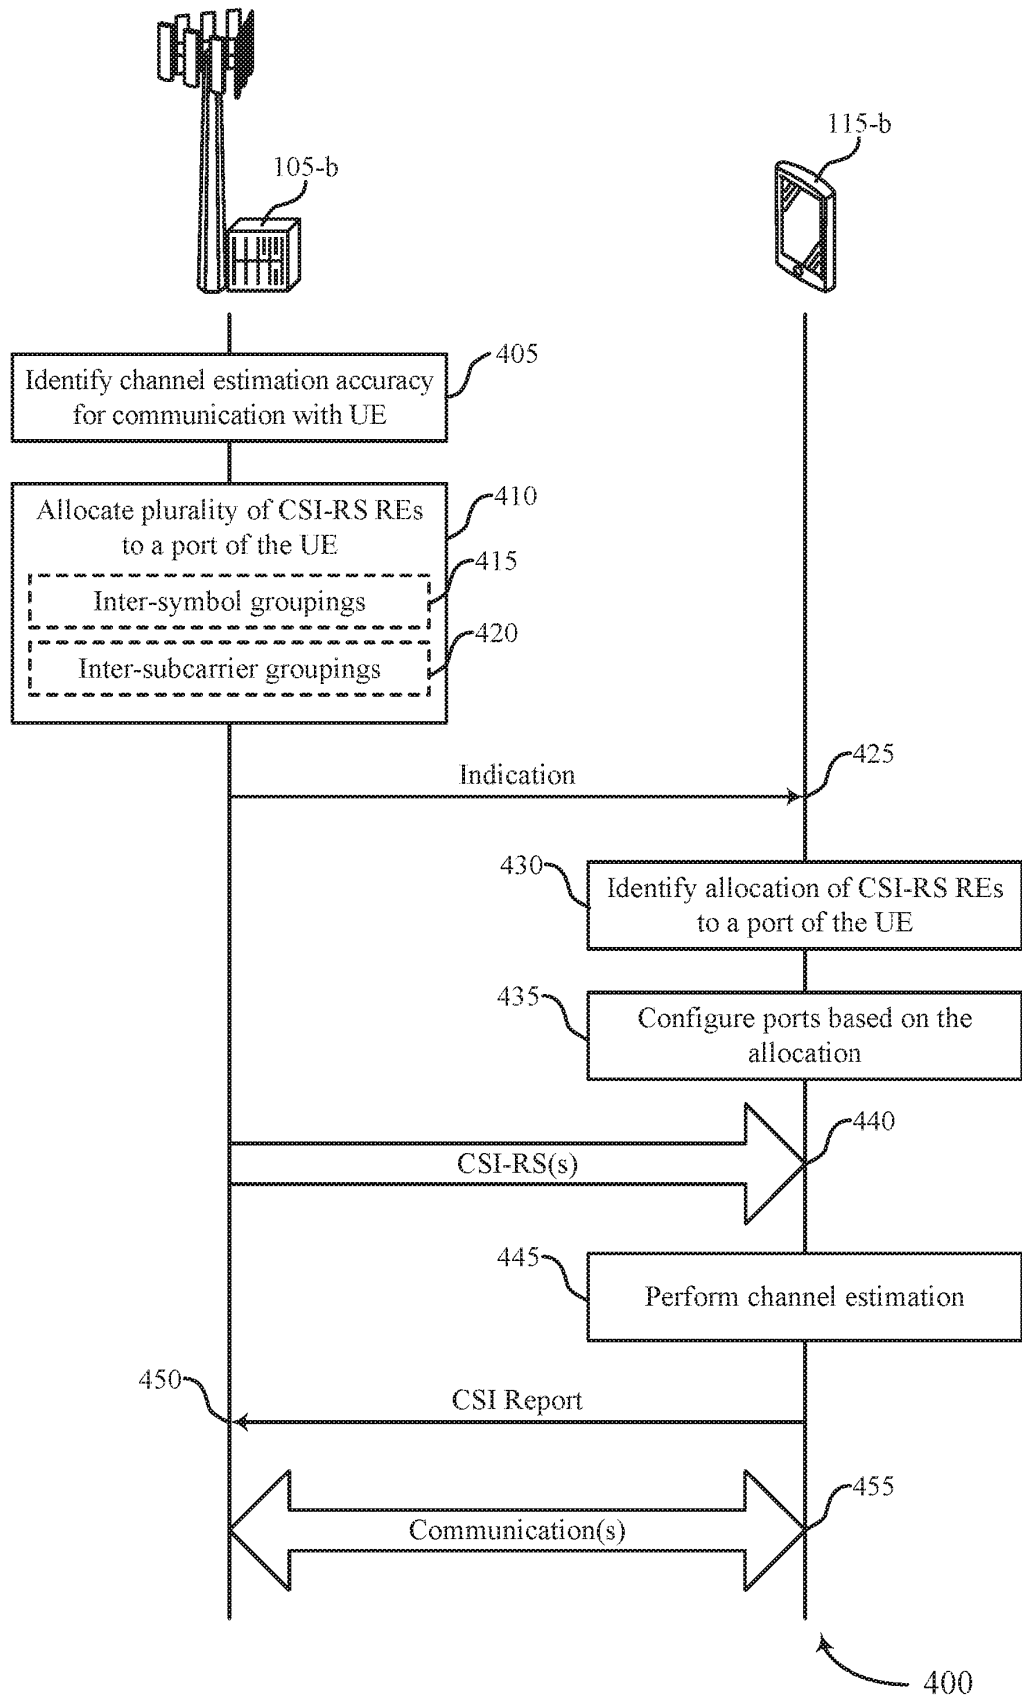 105-b
115-b
405
Identify channel estimation accuracy
for communication with UE
410
Allocate plurality of CSI-RS REs
to a port of the UE
415
Inter-symbol groupings
420
Inter-subcarrier groupings
425
Indication
430
Identify allocation of CSI-RS REs
to a port of the UE
435
Configure ports based on the
allocation
440
CSI-RS(s)
445
Perform channel estimation
450
CSI Report
455
Communication(s)
400